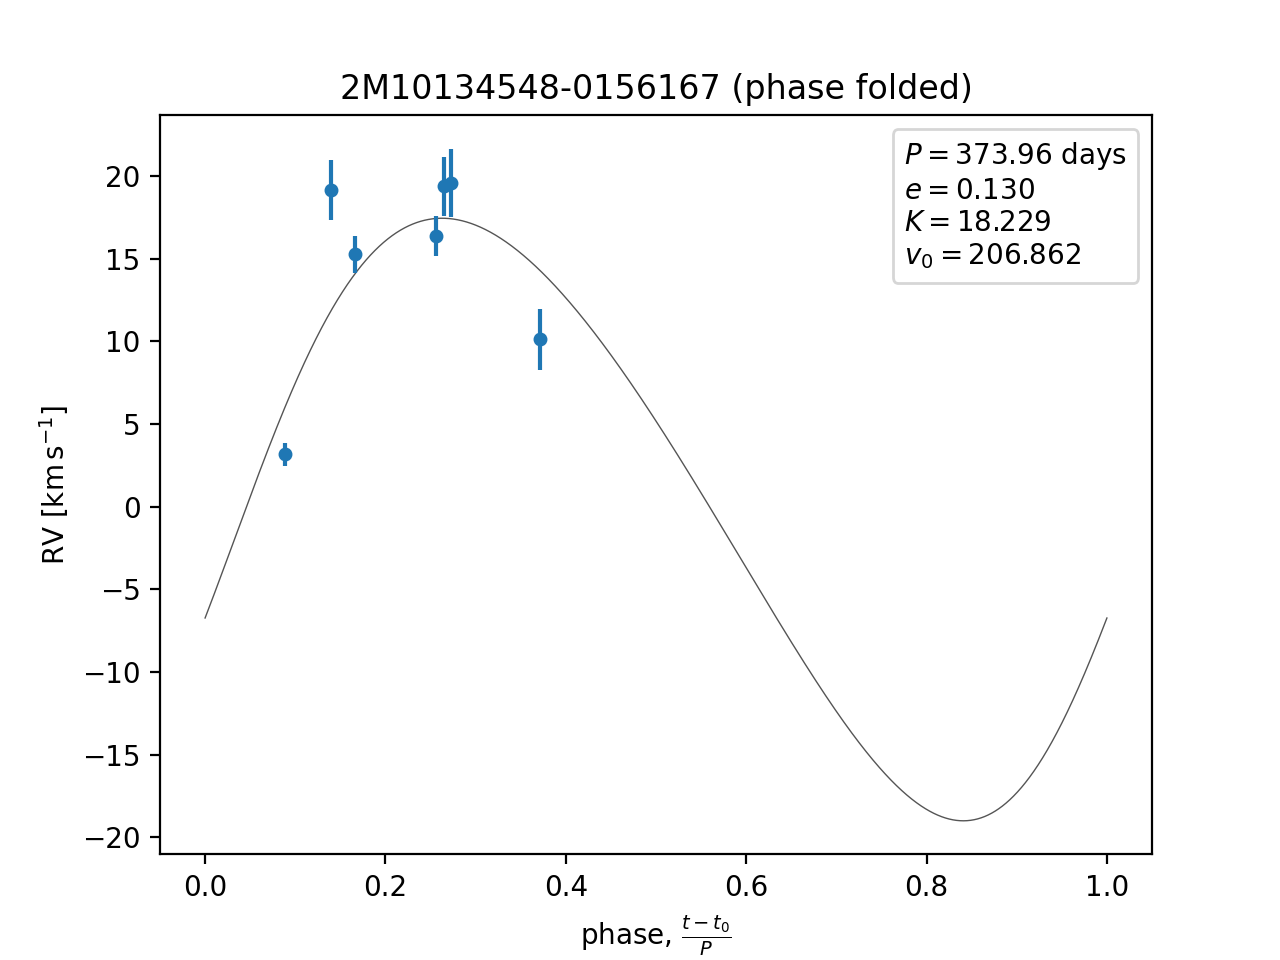 2M10134548-0156167 (phase folded)
P = 373.96 days
e = 0.130
K = 18.229
v₀ = 206.862
RV [km s⁻¹]
20
15
10
5
0
−5
−10
−15
−20
0.0 0.2 0.4 0.6 0.8 1.0
phase, (t − t₀)/P